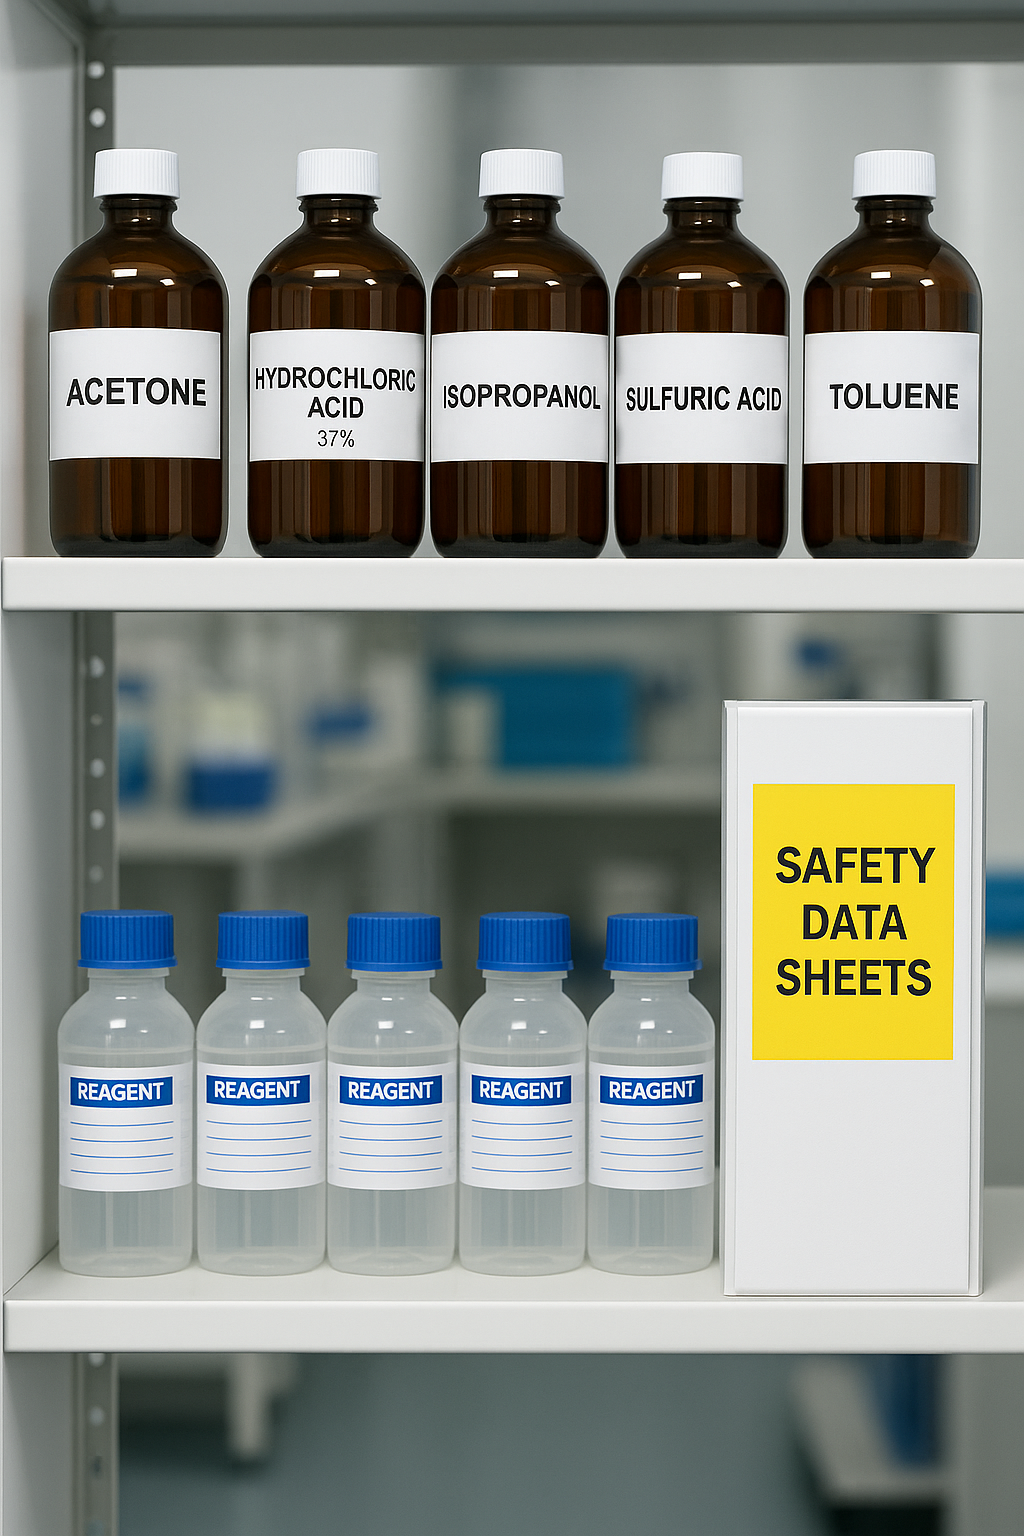 ACETONE
HYDROCHLORIC
ACID
37%
ISOPROPANOL
SULFURIC ACID
TOLUENE
SAFETY
DATA
SHEETS
REAGENT
REAGENT
REAGENT
REAGENT
REAGENT